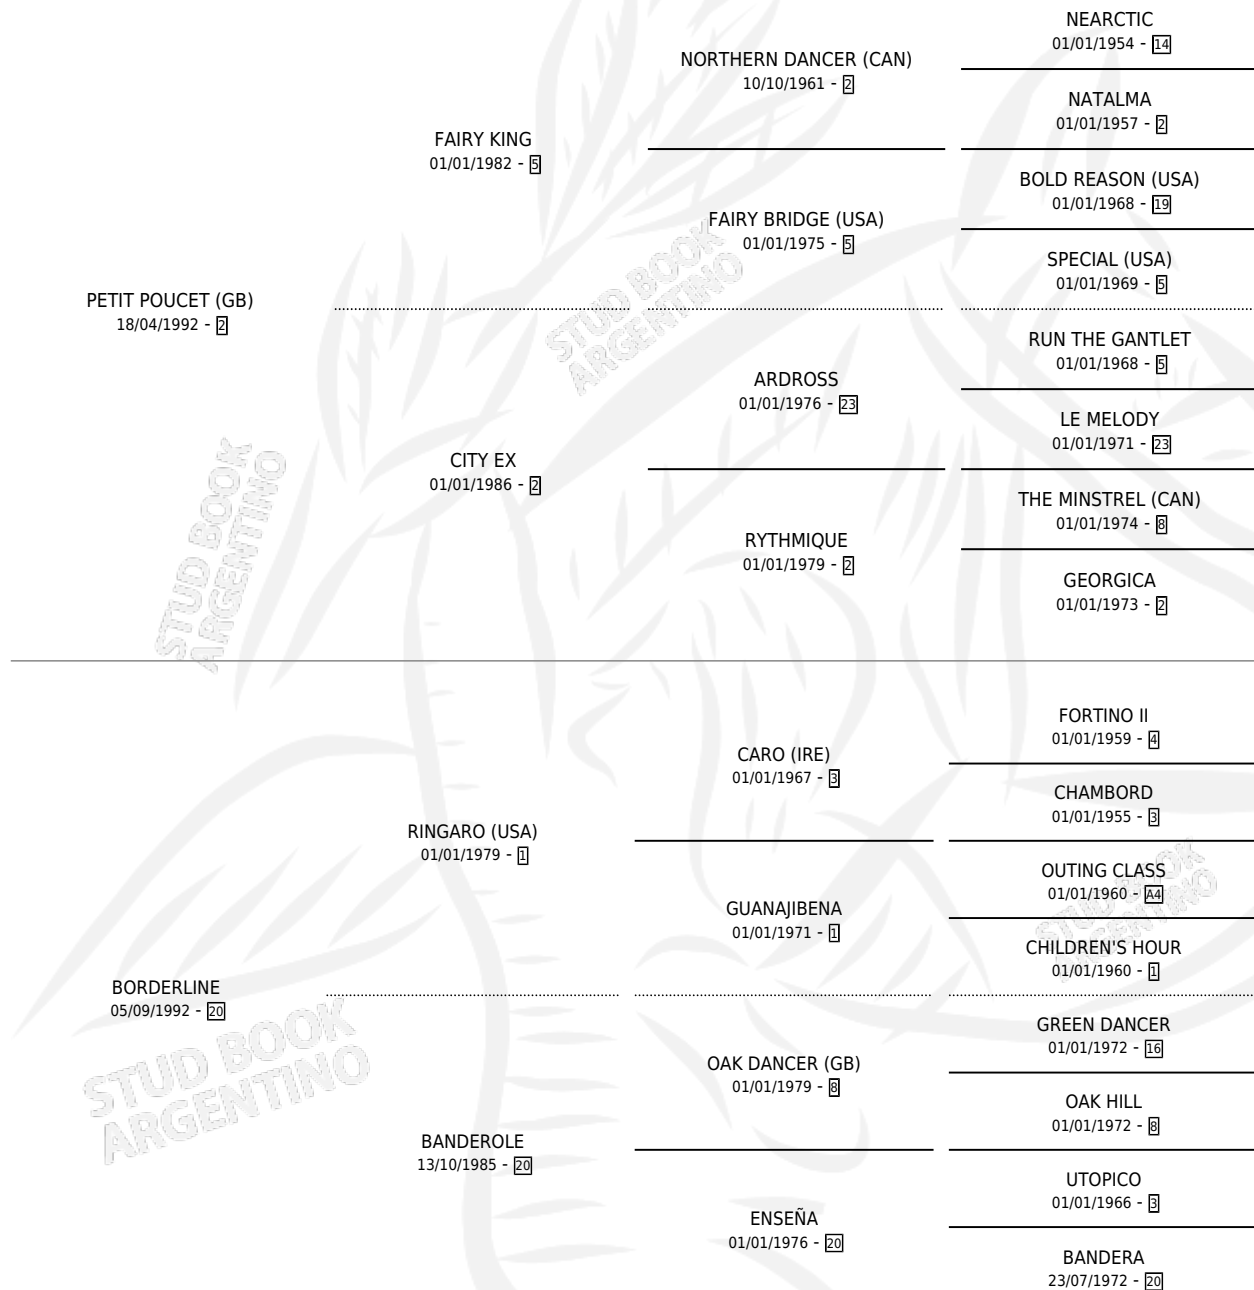 NEARCTIC
01/01/1954 - 14
NORTHERN DANCER (CAN)
10/10/1961 - 2
NATALMA
01/01/1957 - 2
FAIRY KING
01/01/1982 - 5
BOLD REASON (USA)
01/01/1968 - 19
FAIRY BRIDGE (USA)
01/01/1975 - 5
SPECIAL (USA)
01/01/1969 - 5
STUD BOOK
ARGENTINO
PETIT POUCET (GB)
18/04/1992 - 2
RUN THE GANTLET
01/01/1968 - 5
ARDROSS
01/01/1976 - 23
LE MELODY
01/01/1971 - 23
CITY EX
01/01/1986 - 2
THE MINSTREL (CAN)
01/01/1974 - 8
RYTHMIQUE
01/01/1979 - 2
GEORGICA
01/01/1973 - 2
STUD BOOK
ARGENTINO
FORTINO II
01/01/1959 - 4
CARO (IRE)
01/01/1967 - 3
CHAMBORD
01/01/1955 - 3
RINGARO (USA)
01/01/1979 - 1
OUTING CLASS
01/01/1960 - A4
GUANAJIBENA
01/01/1971 - 1
CHILDREN'S HOUR
01/01/1960 - 1
STUD BOOK
ARGENTINO
BORDERLINE
05/09/1992 - 20
GREEN DANCER
01/01/1972 - 16
OAK DANCER (GB)
01/01/1979 - 8
OAK HILL
01/01/1972 - 8
STUD BOOK
ARGENTINO
BANDEROLE
13/10/1985 - 20
UTOPICO
01/01/1966 - 3
ENSEÑA
01/01/1976 - 20
BANDERA
23/07/1972 - 20